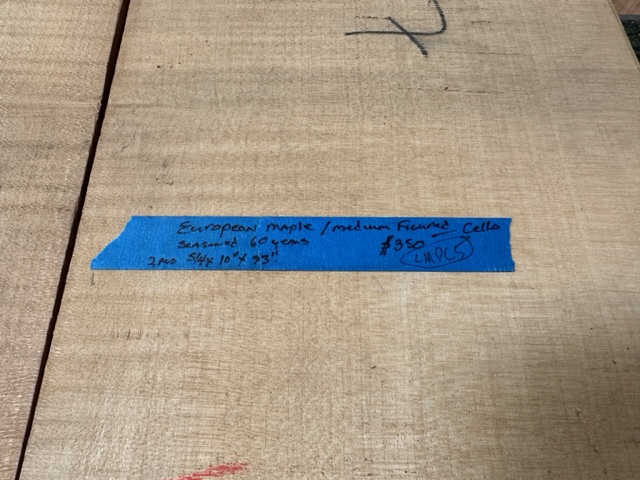 European maple / medium Figured Cello
seasoned 60 years $350
2 pcs 5/4 x 10" x 33" LMPC5